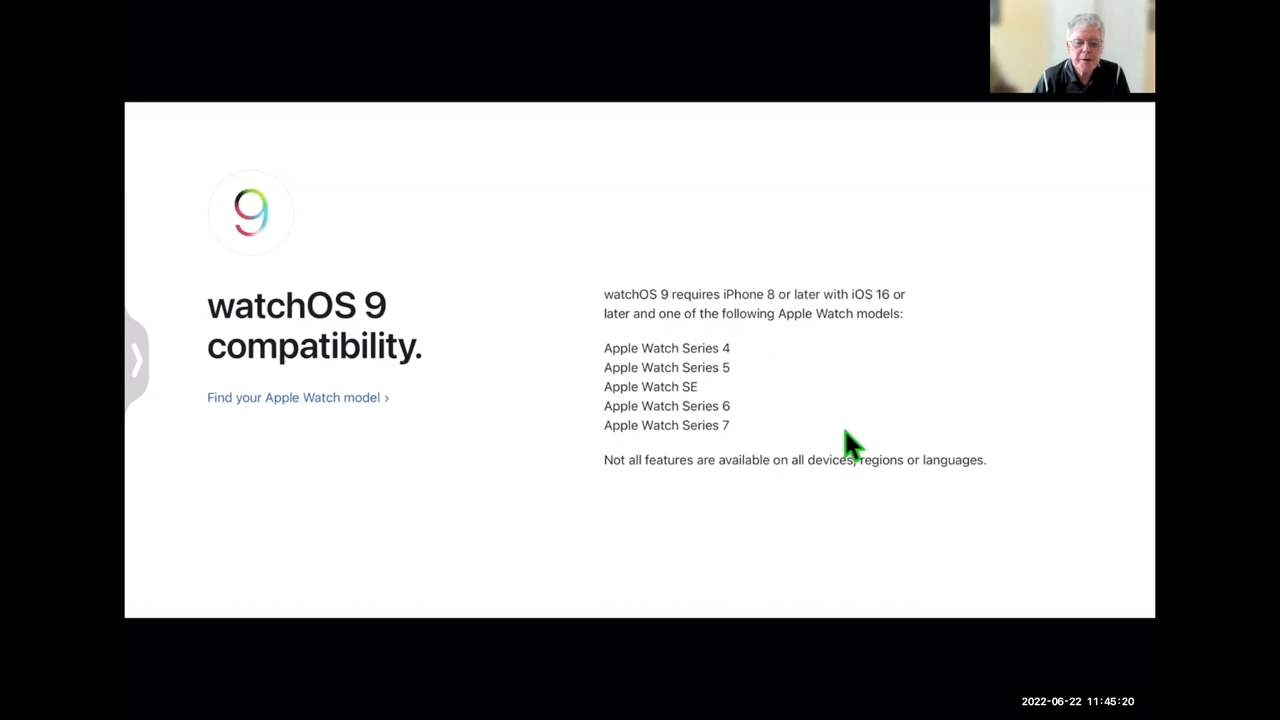 9
watchOS 9
compatibility.
Find your Apple Watch model ›
watchOS 9 requires iPhone 8 or later with iOS 16 or
later and one of the following Apple Watch models:
Apple Watch Series 4
Apple Watch Series 5
Apple Watch SE
Apple Watch Series 6
Apple Watch Series 7
Not all features are available on all devices, regions or languages.
2022-06-22 11:45:20